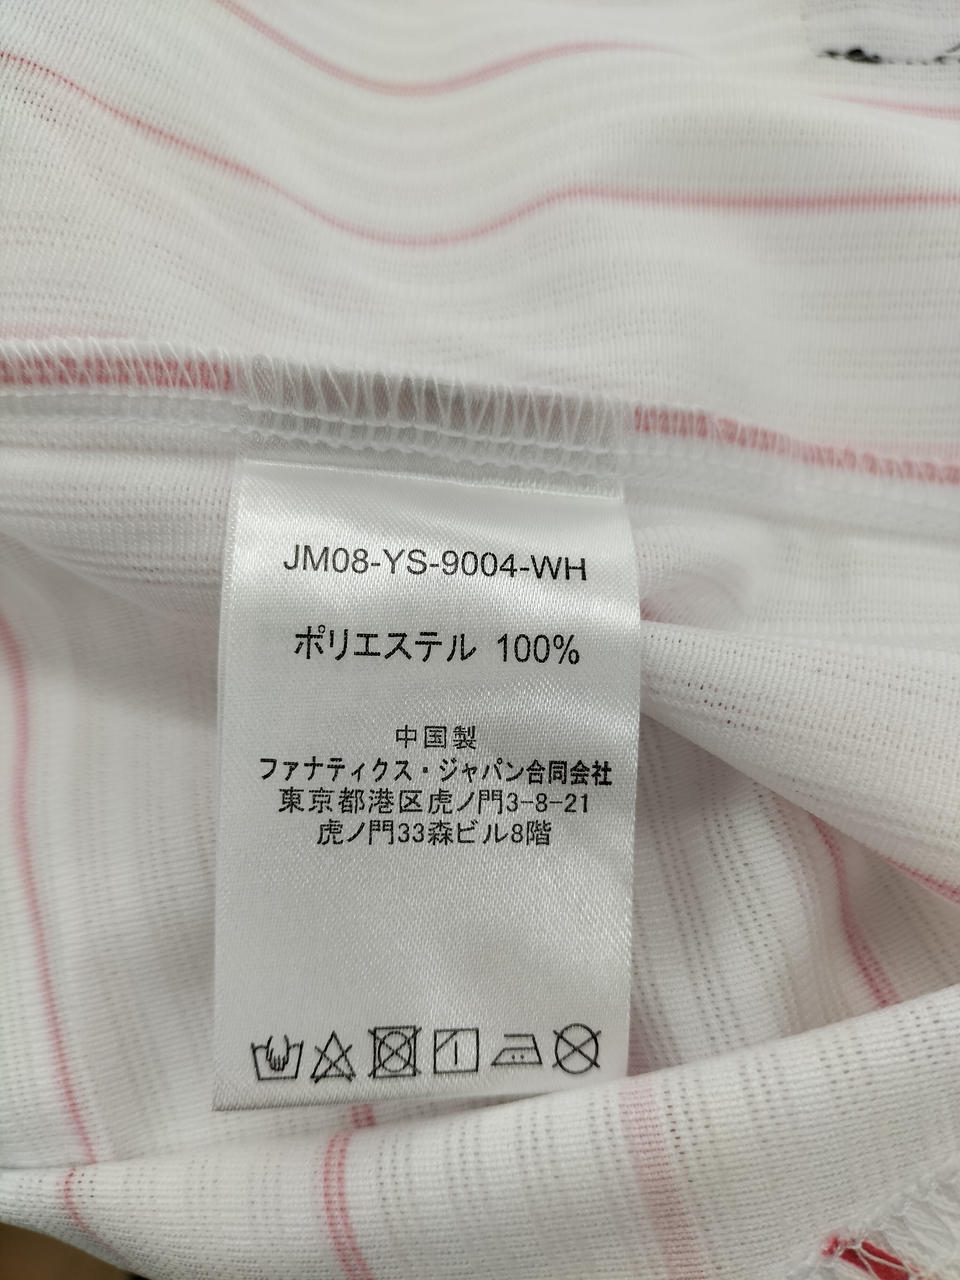 JM08-YS-9004-WH
ポリエステル 100%
中国製
ファナティクス・ジャパン合同会社
東京都港区虎ノ門3-8-21
虎ノ門33森ビル8階